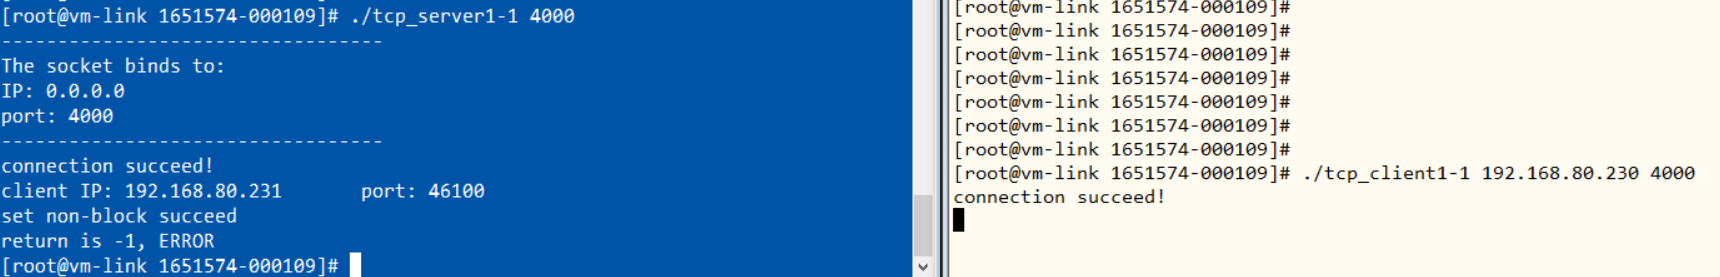 [root@vm-link 1651574-000109]# ./tcp_server1-1 4000
----------------------------------
The socket binds to:
IP: 0.0.0.0
port: 4000
----------------------------------
connection succeed!
client IP: 192.168.80.231       port: 46100
set non-block succeed
return is -1, ERROR
[root@vm-link 1651574-000109]#
[root@vm-link 1651574-000109]#
[root@vm-link 1651574-000109]#
[root@vm-link 1651574-000109]#
[root@vm-link 1651574-000109]#
[root@vm-link 1651574-000109]#
[root@vm-link 1651574-000109]#
[root@vm-link 1651574-000109]#
[root@vm-link 1651574-000109]# ./tcp_client1-1 192.168.80.230 4000
connection succeed!